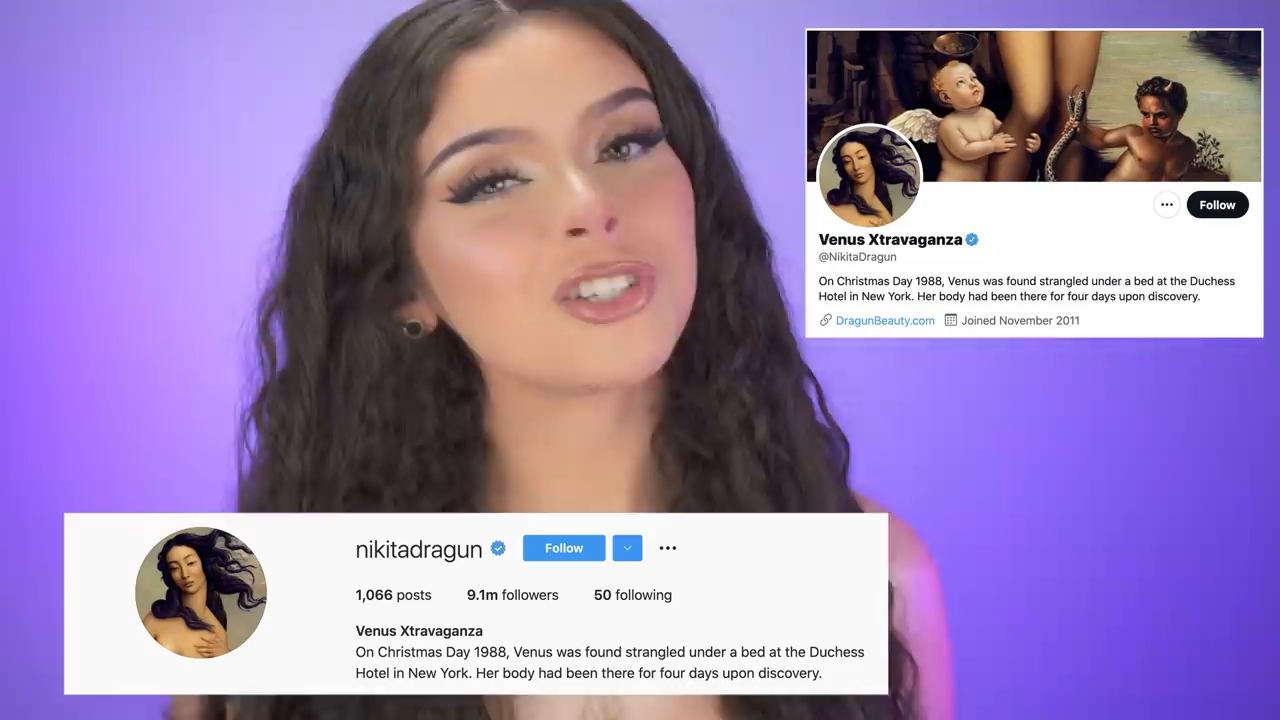 Venus Xtravaganza
@NikitaDragun
On Christmas Day 1988, Venus was found strangled under a bed at the Duchess
Hotel in New York. Her body had been there for four days upon discovery.
DragunBeauty.com Joined November 2011
Follow
nikitadragun Follow
1,066 posts 9.1m followers 50 following
Venus Xtravaganza
On Christmas Day 1988, Venus was found strangled under a bed at the Duchess
Hotel in New York. Her body had been there for four days upon discovery.